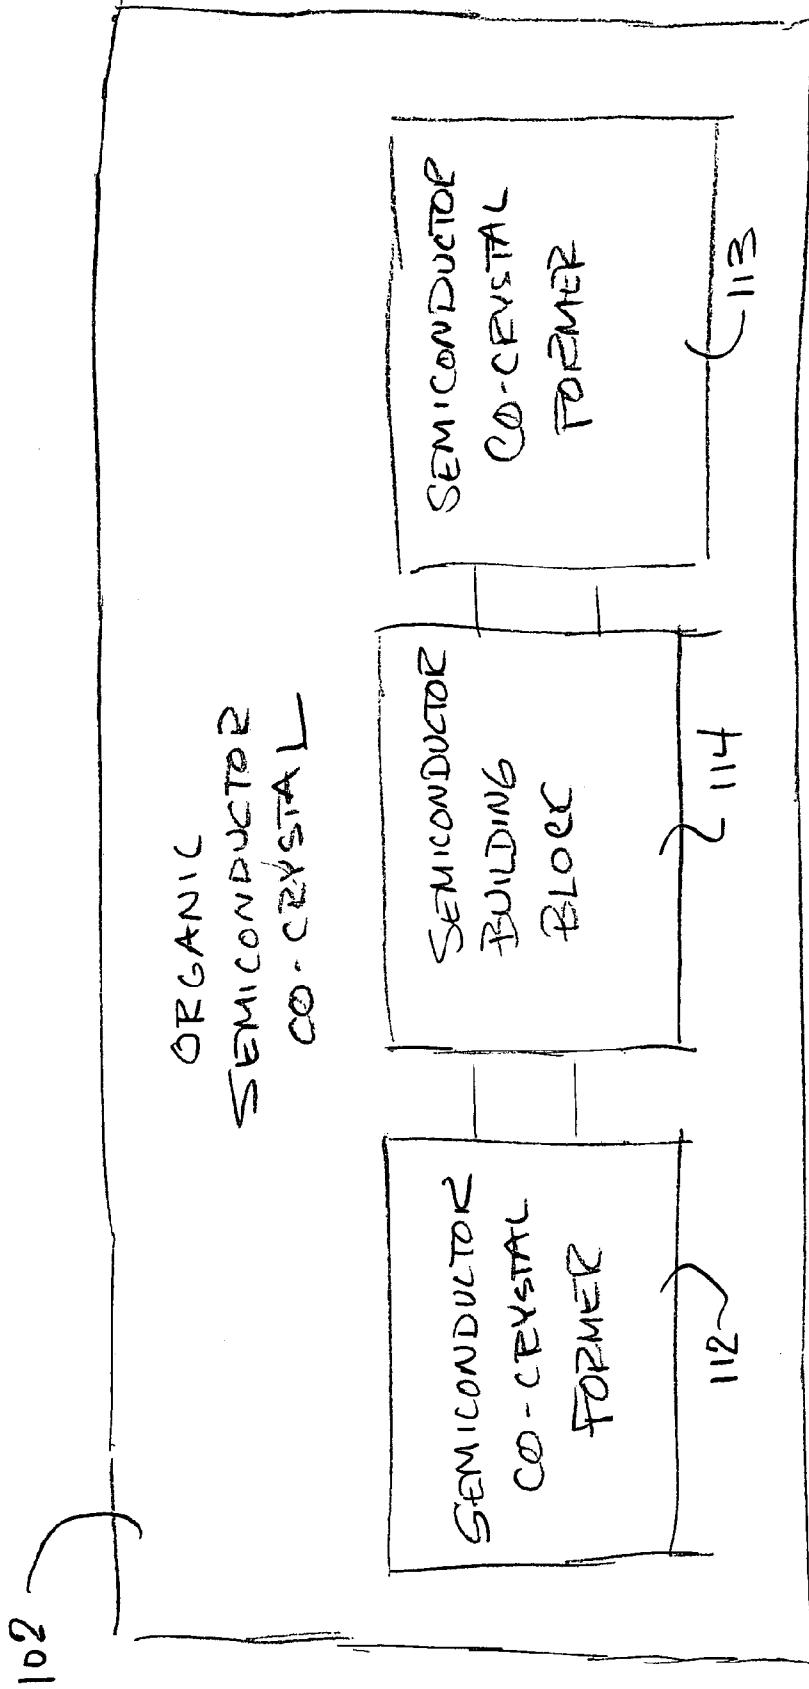 102
ORGANIC
SEMICONDUCTOR
CO-CRYSTAL
SEMICONDUCTOR
CO-CRYSTAL
FORMER
112
SEMICONDUCTOR
BUILDING
BLOCK
114
SEMICONDUCTOR
CO-CRYSTAL
FORMER
113